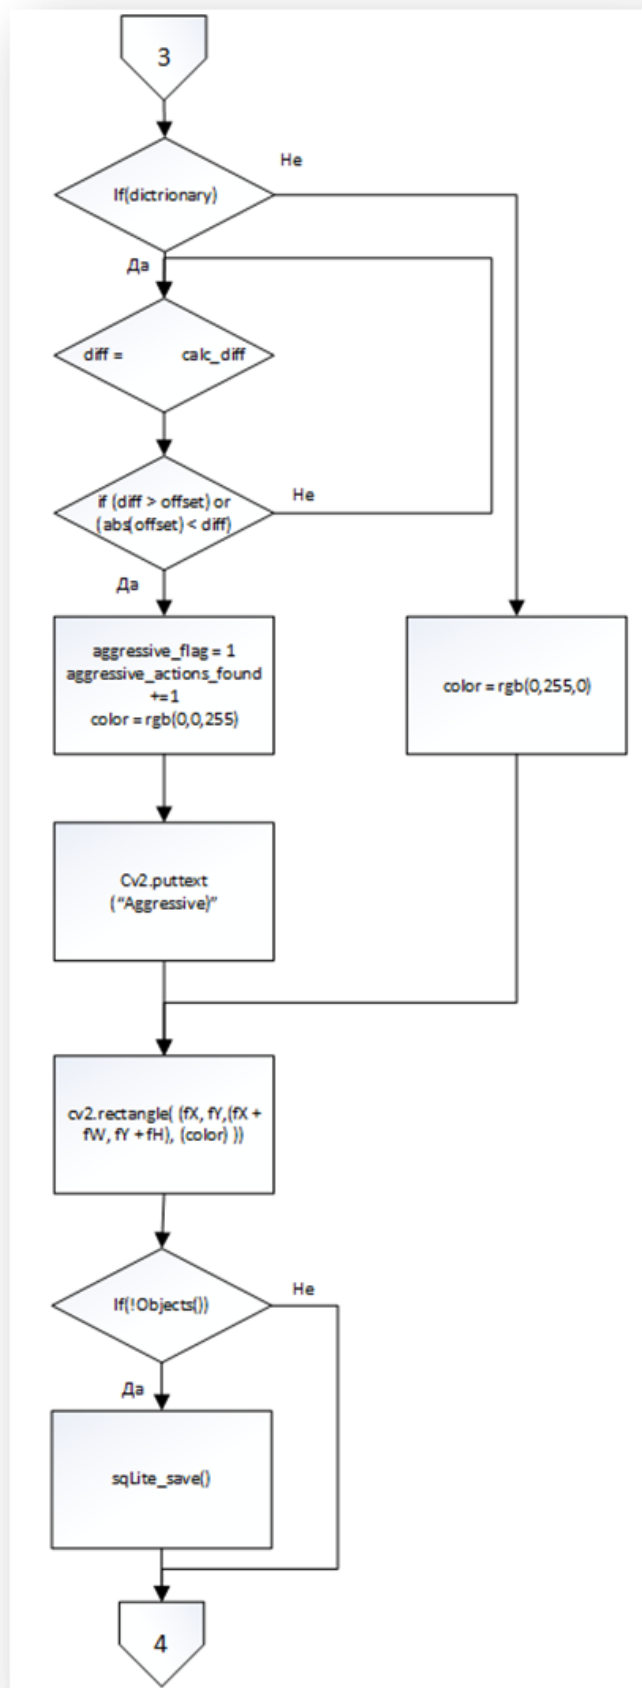 3
If(dictrionary)
Не
Да
diff = calc_diff
if (diff > offset) or
(abs(offset) < diff)
Не
Да
aggressive_flag = 1
aggressive_actions_found
+=1
color = rgb(0,0,255)
color = rgb(0,255,0)
Cv2.puttext
(“Aggressive)”
cv2.rectangle( (fX, fY,(fX +
fW, fY + fH), (color) ))
If(!Objects())
Не
Да
sqLite_save()
4